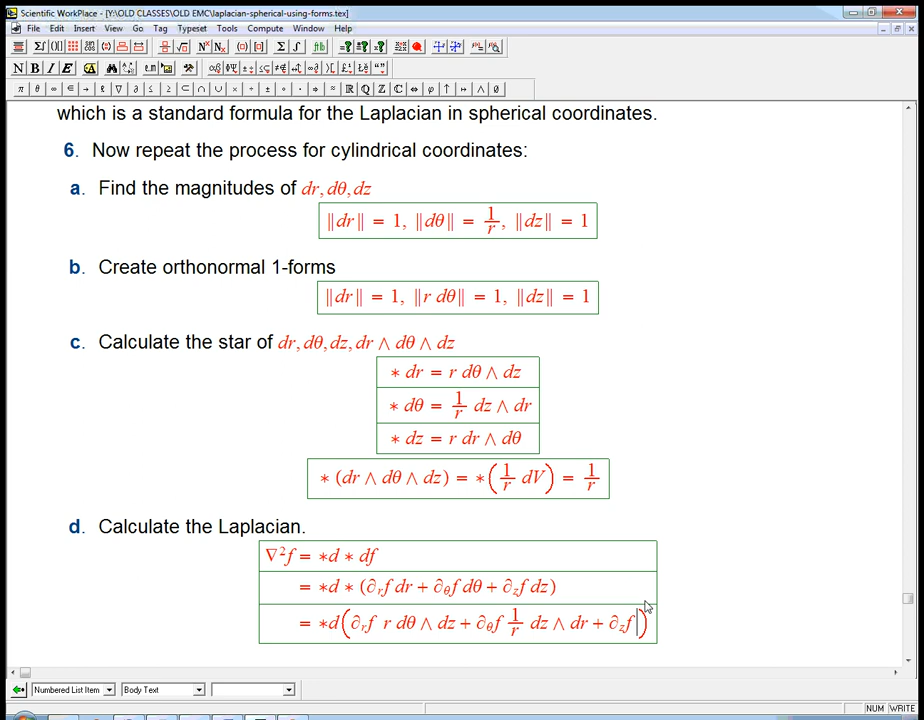 Scientific WorkPlace - [Y:\OLD CLASSES\OLD EMC\laplacian-spherical-using-forms.tex]
File Edit Insert View Go Tag Typeset Tools Compute Window Help
which is a standard formula for the Laplacian in spherical coordinates.
6. Now repeat the process for cylindrical coordinates:
a. Find the magnitudes of dr, dθ, dz
‖dr‖ = 1, ‖dθ‖ = 1/r, ‖dz‖ = 1
b. Create orthonormal 1-forms
‖dr‖ = 1, ‖r dθ‖ = 1, ‖dz‖ = 1
c. Calculate the star of dr, dθ, dz, dr ∧ dθ ∧ dz
* dr = r dθ ∧ dz
* dθ = 1/r dz ∧ dr
* dz = r dr ∧ dθ
* (dr ∧ dθ ∧ dz) = *(1/r dV) = 1/r
d. Calculate the Laplacian.
∇²f = *d * df
= *d * (∂ᵣf dr + ∂_θf dθ + ∂_zf dz)
= *d(∂ᵣf r dθ ∧ dz + ∂_θf 1/r dz ∧ dr + ∂_zf)
Numbered List Item Body Text
NUM WRITE